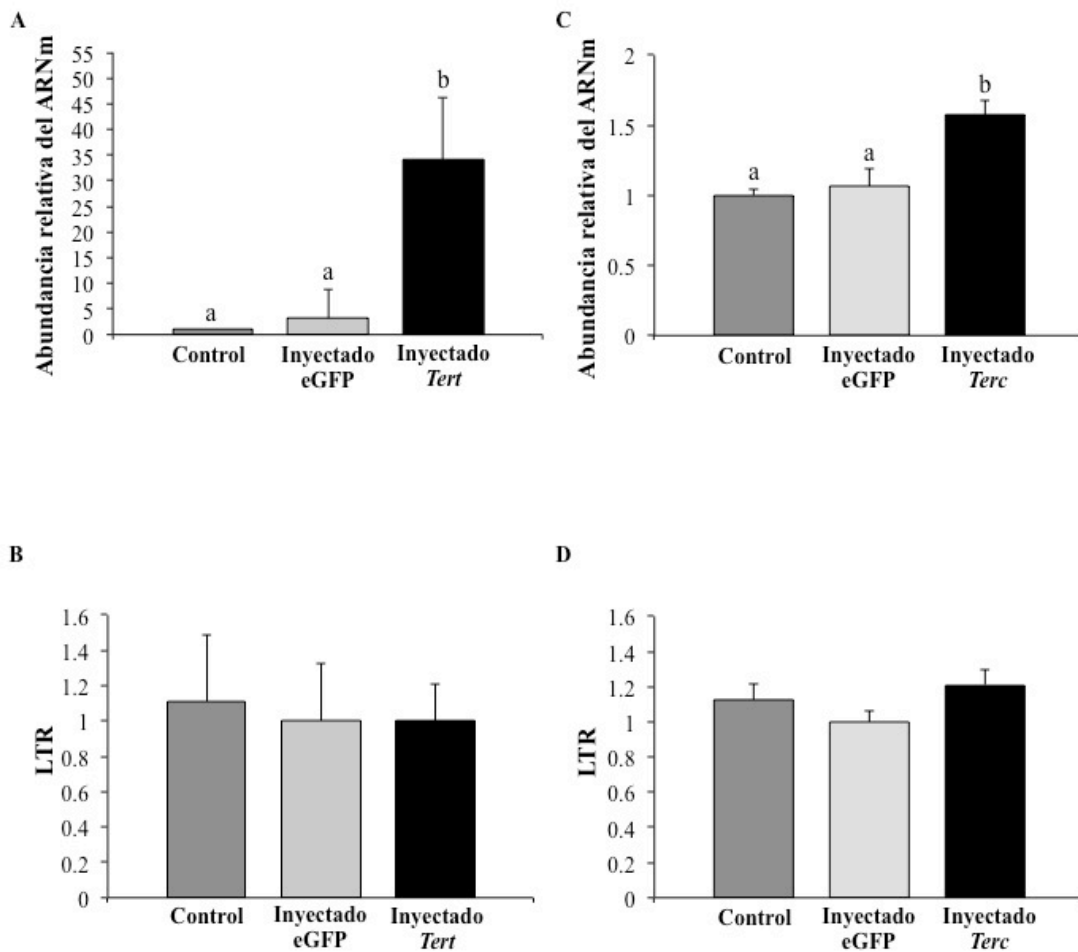 A
Abundancia relativa del ARNm
55
50
45
40
35
30
25
20
15
10
5
0
a
a
b
Control
Inyectado
eGFP
Inyectado
Tert
C
Abundancia relativa del ARNm
2
1.5
1
0.5
0
a
a
b
Control
Inyectado
eGFP
Inyectado
Terc
B
LTR
1.6
1.4
1.2
1
0.8
0.6
0.4
0.2
0
Control
Inyectado
eGFP
Inyectado
Tert
D
LTR
1.6
1.4
1.2
1
0.8
0.6
0.4
0.2
0
Control
Inyectado
eGFP
Inyectado
Terc